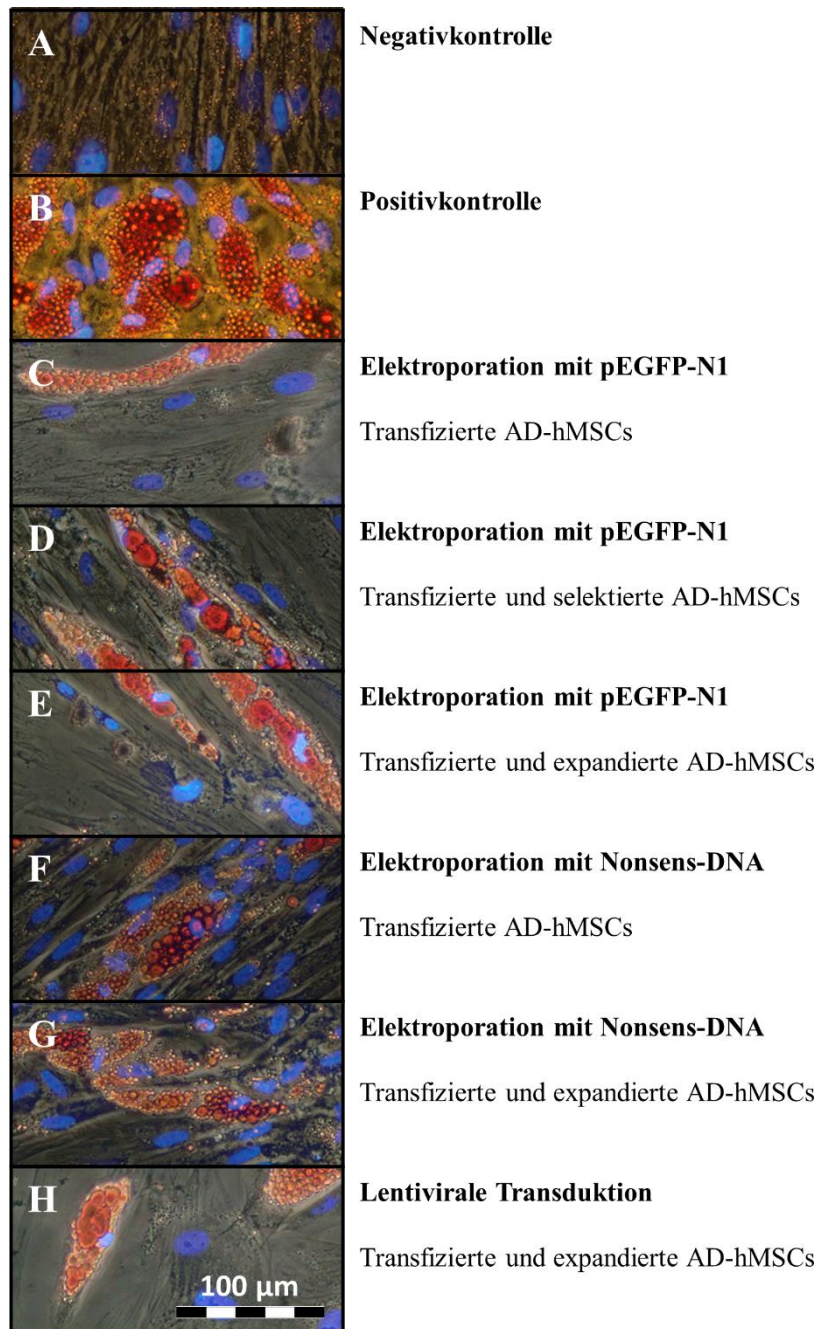 A
Negativkontrolle
B
Positivkontrolle
C
Elektroporation mit pEGFP-N1
Transfizierte AD-hMSCs
D
Elektroporation mit pEGFP-N1
Transfizierte und selektierte AD-hMSCs
E
Elektroporation mit pEGFP-N1
Transfizierte und expandierte AD-hMSCs
F
Elektroporation mit Nonsens-DNA
Transfizierte AD-hMSCs
G
Elektroporation mit Nonsens-DNA
Transfizierte und expandierte AD-hMSCs
H
Lentivirale Transduktion
Transfizierte und expandierte AD-hMSCs
100 µm